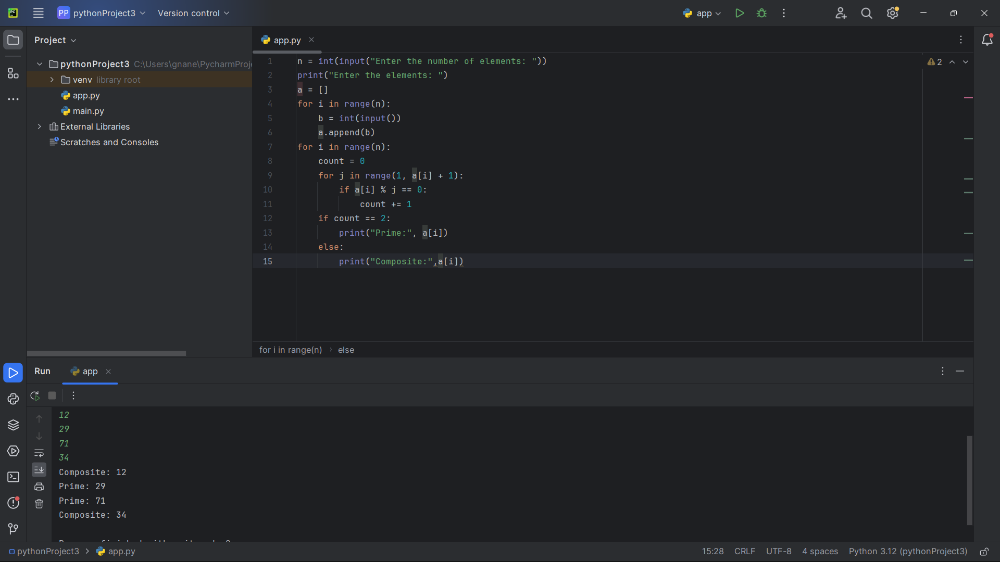 PP pythonProject3 Version control app
Project app.py
pythonProject3 C:\Users\gnane\PycharmProj
venv library root
app.py
main.py
External Libraries
Scratches and Consoles
1 n = int(input("Enter the number of elements: "))
2 print("Enter the elements: ")
3 a = []
4 for i in range(n):
5     b = int(input())
6     a.append(b)
7 for i in range(n):
8     count = 0
9     for j in range(1, a[i] + 1):
10         if a[i] % j == 0:
11             count += 1
12     if count == 2:
13         print("Prime:", a[i])
14     else:
15         print("Composite:",a[i])
2
for i in range(n) › else
Run app
12
29
71
34
Composite: 12
Prime: 29
Prime: 71
Composite: 34
pythonProject3 > app.py 15:28 CRLF UTF-8 4 spaces Python 3.12 (pythonProject3)